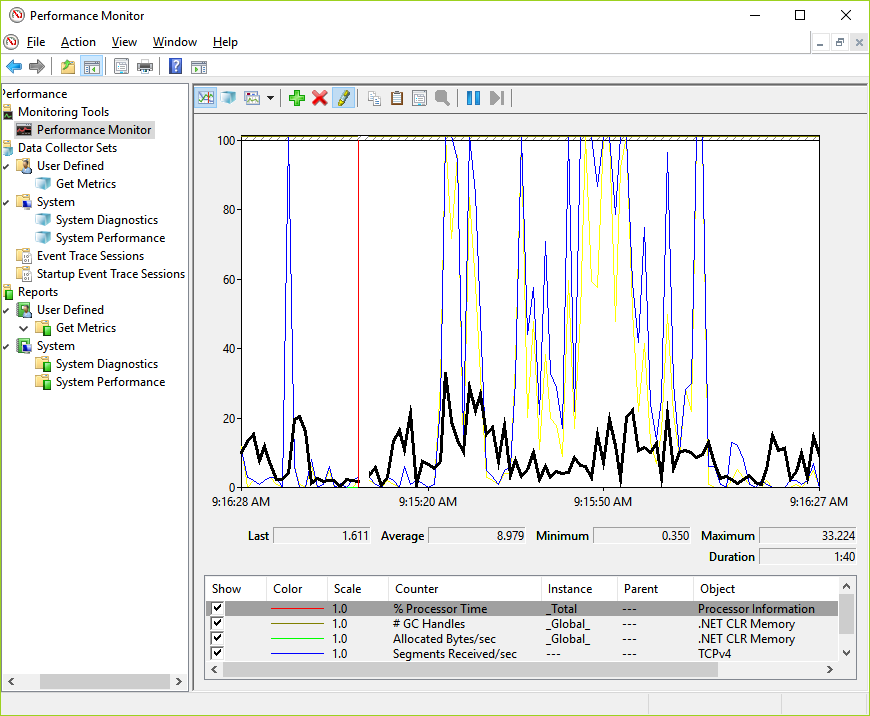 Performance Monitor
File Action View Window Help
Performance
Monitoring Tools
Performance Monitor
Data Collector Sets
User Defined
Get Metrics
System
System Diagnostics
System Performance
Event Trace Sessions
Startup Event Trace Sessions
Reports
User Defined
Get Metrics
System
System Diagnostics
System Performance
100
80
60
40
20
0
9:16:28 AM 9:15:20 AM 9:15:50 AM 9:16:27 AM
Last 1.611 Average 8.979 Minimum 0.350 Maximum 33.224
Duration 1:40
Show Color Scale Counter Instance Parent Object
1.0 % Processor Time _Total --- Processor Information
1.0 # GC Handles _Global_ --- .NET CLR Memory
1.0 Allocated Bytes/sec _Global_ --- .NET CLR Memory
1.0 Segments Received/sec --- --- TCPv4